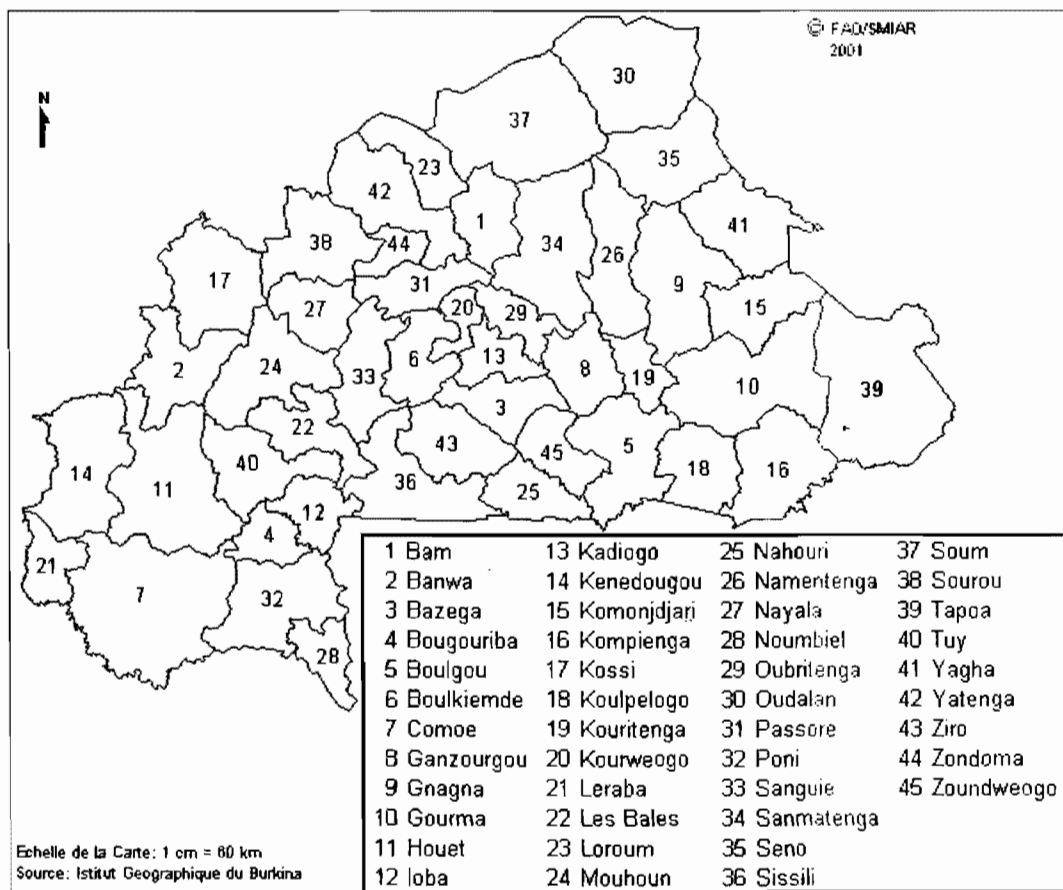 © FAO/SMIAR
2001
N
30
37
35
23
42
1
41
38
44
34
26
17
31
9
15
27
20
29
13
2
24
6
33
8
19
10
39
3
22
43
45
5
14
40
18
16
11
36
25
12
4
21
7
32
28
1 Bam
2 Banwa
3 Bazega
4 Bougouriba
5 Boulgou
6 Boulkiemde
7 Comoe
8 Ganzourgou
9 Gnagna
10 Gourma
11 Houet
12 Ioba
13 Kadiogo
14 Kenedougou
15 Komonjdjari
16 Kompienga
17 Kossi
18 Koulpelogo
19 Kouritenga
20 Kourweogo
21 Leraba
22 Les Bales
23 Loroum
24 Mouhoun
25 Nahouri
26 Namentenga
27 Nayala
28 Noumbiel
29 Oubritenga
30 Oudalan
31 Passore
32 Poni
33 Sanguie
34 Sanmatenga
35 Seno
36 Sissili
37 Soum
38 Sourou
39 Tapoa
40 Tuy
41 Yagha
42 Yatenga
43 Ziro
44 Zondoma
45 Zoundweogo
Echelle de la Carte: 1 cm = 60 km
Source: Istitut Geographique du Burkina